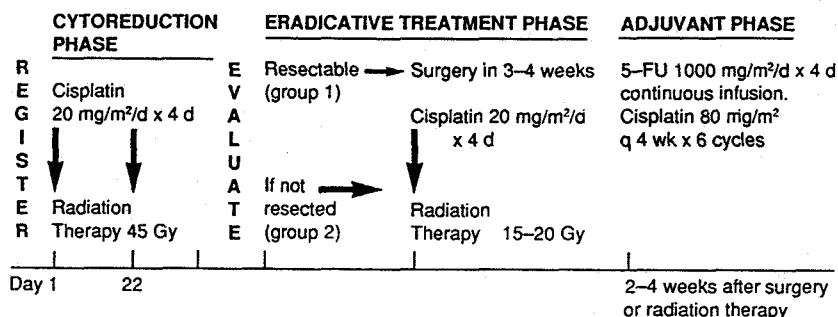 CYTOREDUCTION
PHASE
ERADICATIVE TREATMENT PHASE
ADJUVANT PHASE
REGISTER
Cisplatin
20 mg/m²/d x 4 d
Radiation
Therapy 45 Gy
EVALUATE
Resectable
(group 1)
Surgery in 3–4 weeks
Cisplatin 20 mg/m²/d
x 4 d
If not
resected
(group 2)
Radiation
Therapy 15–20 Gy
5–FU 1000 mg/m²/d x 4 d
continuous infusion.
Cisplatin 80 mg/m²
q 4 wk x 6 cycles
Day 1
22
2–4 weeks after surgery
or radiation therapy